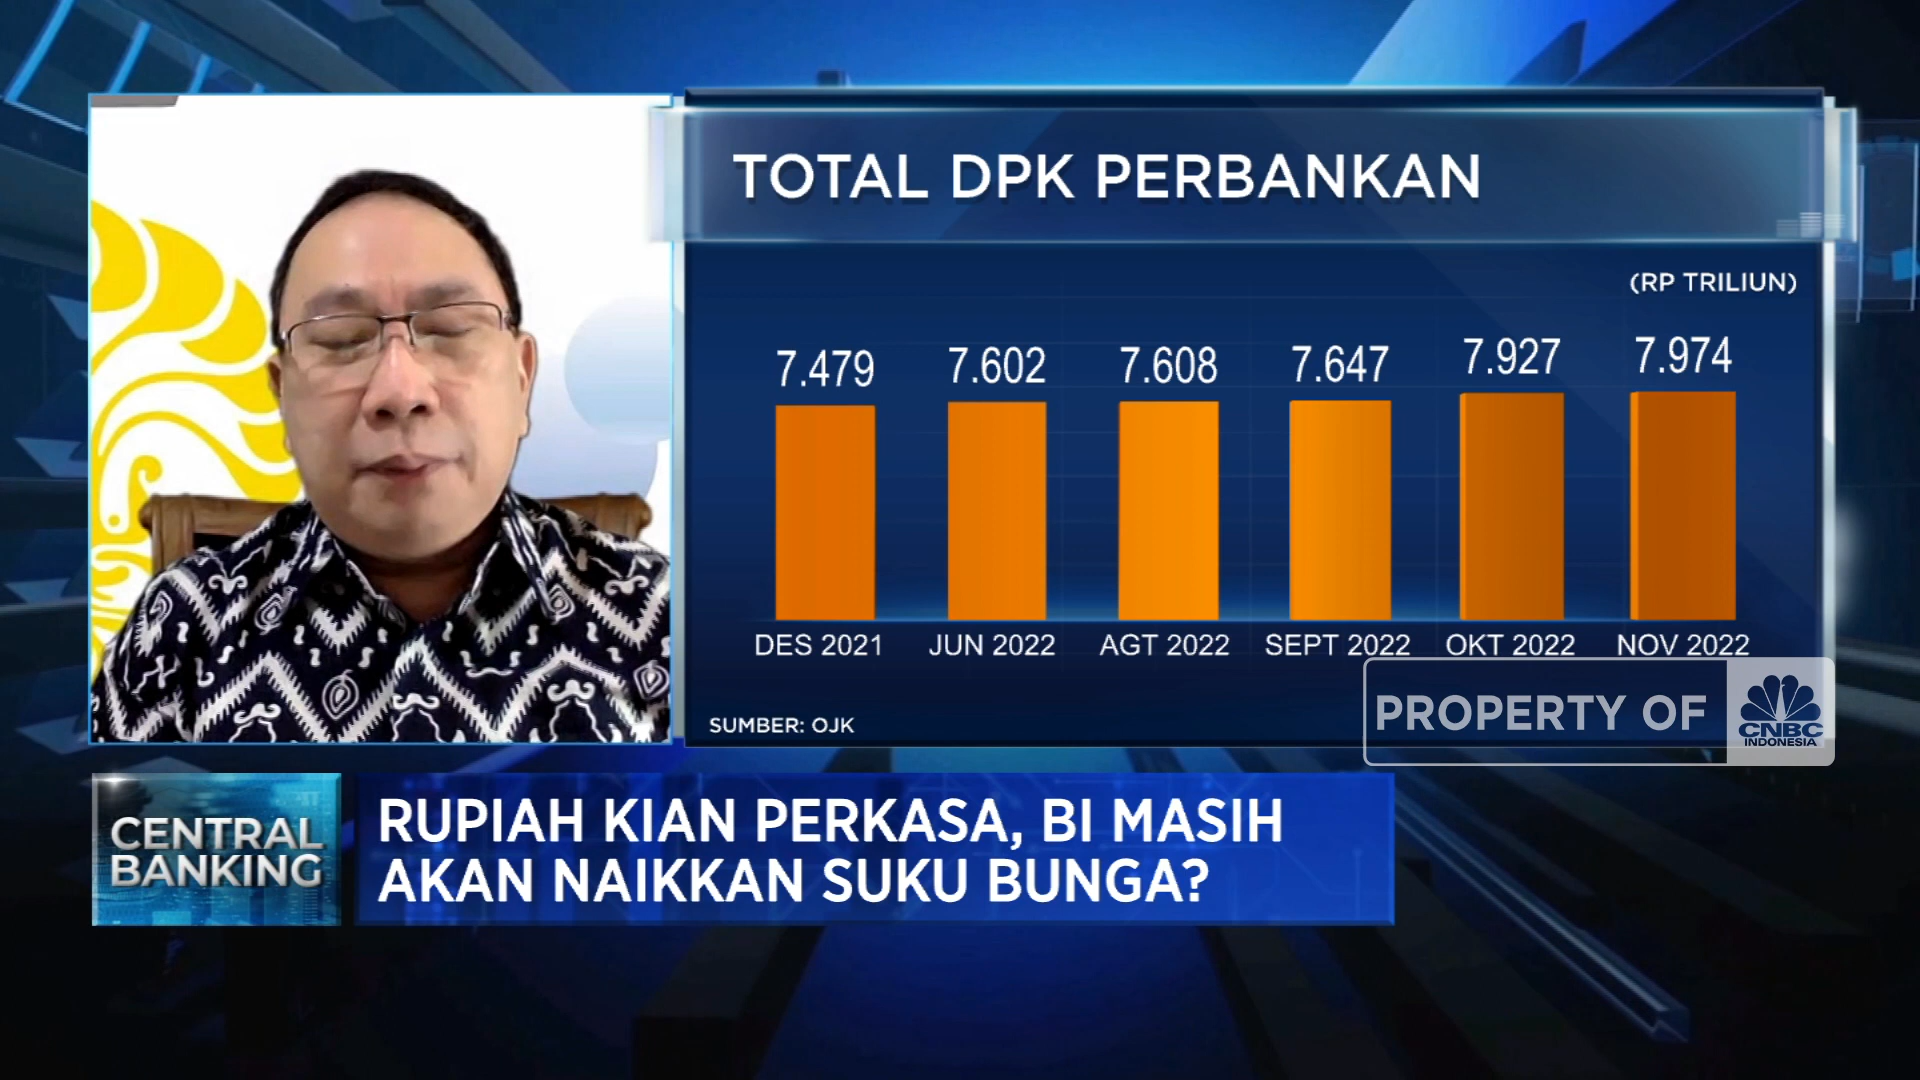 TOTAL DPK PERBANKAN
(RP TRILIUN)
7.479 7.602 7.608 7.647 7.927 7.974
DES 2021 JUN 2022 AGT 2022 SEPT 2022 OKT 2022 NOV 2022
SUMBER: OJK
PROPERTY OF
CNBC
INDONESIA
CENTRAL
BANKING
RUPIAH KIAN PERKASA, BI MASIH
AKAN NAIKKAN SUKU BUNGA?